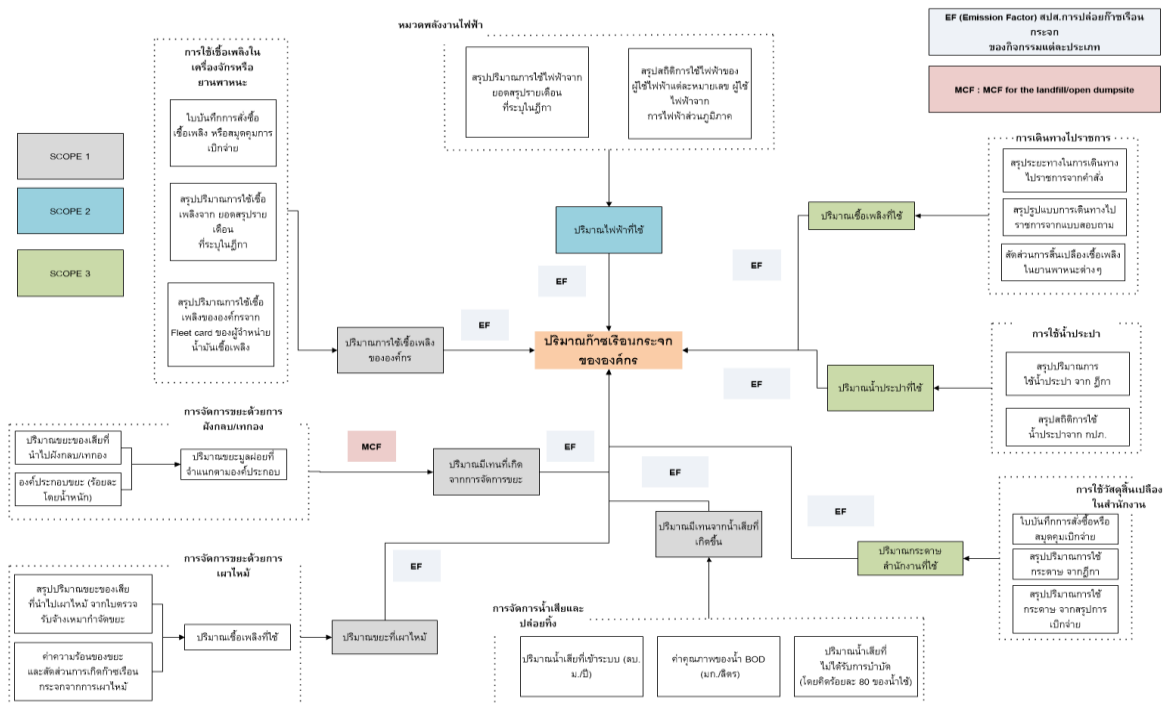 หมวดพลังงานไฟฟ้า
สรุปปริมาณการใช้ไฟฟ้าจาก
ยอดสรุปรายเดือน
ที่ระบุในฎีกา
สรุปสถิติการใช้ไฟฟ้าของ
ผู้ใช้ไฟฟ้าแต่ละหมายเลข ผู้ใช้
ไฟฟ้าจาก
การไฟฟ้าส่วนภูมิภาค
EF (Emission Factor) สปส.การปล่อยก๊าซเรือน
กระจก
ของกิจกรรมแต่ละประเภท
MCF : MCF for the landfill/open dumpsite
SCOPE 1
SCOPE 2
SCOPE 3
การใช้เชื้อเพลิงใน
เครื่องจักรหรือ
ยานพาหนะ
ใบบันทึกการสั่งซื้อ
เชื้อเพลิง หรือสมุดคุมการ
เบิกจ่าย
สรุปปริมาณการใช้เชื้อ
เพลิงจาก ยอดสรุปราย
เดือน
ที่ระบุในฎีกา
สรุปปริมาณการใช้เชื้อ
เพลิงขององค์กรจาก
Fleet card ของผู้จำหน่าย
น้ำมันเชื้อเพลิง
ปริมาณการใช้เชื้อเพลิง
ขององค์กร
EF
ปริมาณไฟฟ้าที่ใช้
EF
ปริมาณก๊าซเรือนกระจก
ขององค์กร
การเดินทางไปราชการ
สรุประยะทางในการเดินทาง
ไปราชการจากคำสั่ง
สรุปรูปแบบการเดินทางไป
ราชการจากแบบสอบถาม
สัดส่วนการสิ้นเปลืองเชื้อเพลิง
ในยานพาหนะต่างๆ
ปริมาณเชื้อเพลิงที่ใช้
EF
การใช้น้ำประปา
สรุปปริมาณการ
ใช้น้ำประปา จาก ฎีกา
สรุปสถิติการใช้
น้ำประปาจาก กปภ.
ปริมาณน้ำประปาที่ใช้
EF
การจัดการขยะด้วยการ
ฝังกลบ/เทกอง
ปริมาณขยะของเสียที่
นำไปฝังกลบ/เทกอง
องค์ประกอบขยะ (ร้อยละ
โดยน้ำหนัก)
ปริมาณขยะมูลฝอยที่
จำแนกตามองค์ประกอบ
MCF
ปริมาณมีเทนที่เกิด
จากการจัดการขยะ
EF
EF
ปริมาณมีเทนจากน้ำเสียที่
เกิดขึ้น
การใช้วัสดุสิ้นเปลือง
ในสำนักงาน
ใบบันทึกการสั่งซื้อหรือ
สมุดคุมเบิกจ่าย
สรุปปริมาณการใช้
กระดาษ จากฎีกา
สรุปปริมาณการใช้
กระดาษ จากสรุปการ
เบิกจ่าย
ปริมาณกระดาษ
สำนักงานที่ใช้
EF
การจัดการขยะด้วยการ
เผาไหม้
สรุปปริมาณขยะของเสีย
ที่นำไปเผาไหม้ จากใบตรวจ
รับจ้างเหมากำจัดขยะ
ค่าความร้อนของขยะ
และสัดส่วนการเกิดก๊าซเรือน
กระจกจากการเผาไหม้
ปริมาณเชื้อเพลิงที่ใช้
ปริมาณขยะที่เผาไหม้
EF
การจัดการน้ำเสียและ
ปล่อยทิ้ง
ปริมาณน้ำเสียที่เข้าระบบ (ลบ.
ม./ปี)
ค่าคุณภาพของน้ำ BOD
(มก./ลิตร)
ปริมาณน้ำเสียที่
ไม่ได้รับการบำบัด
(โดยคิดร้อยละ 80 ของน้ำใช้)